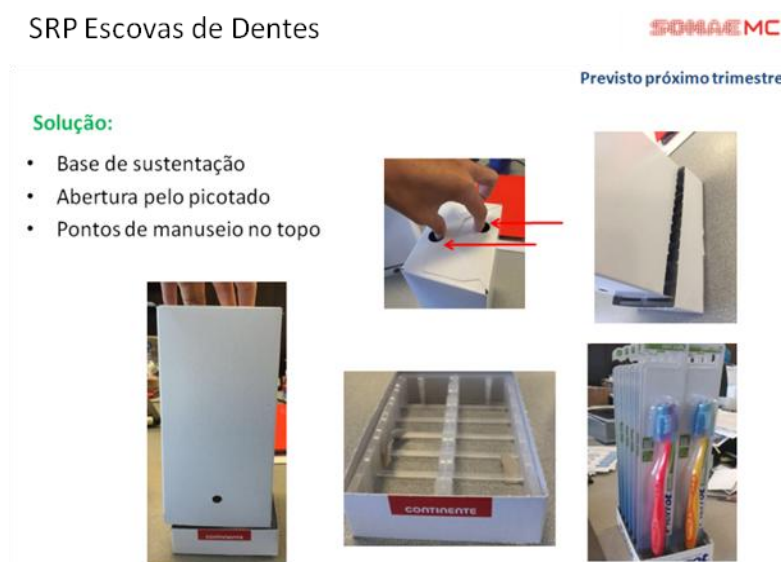 SRP Escovas de Dentes
SONAE MC
Previsto próximo trimestre
Solução:
• Base de sustentação
• Abertura pelo picotado
• Pontos de manuseio no topo
CONTINENTE
CONTINENTE